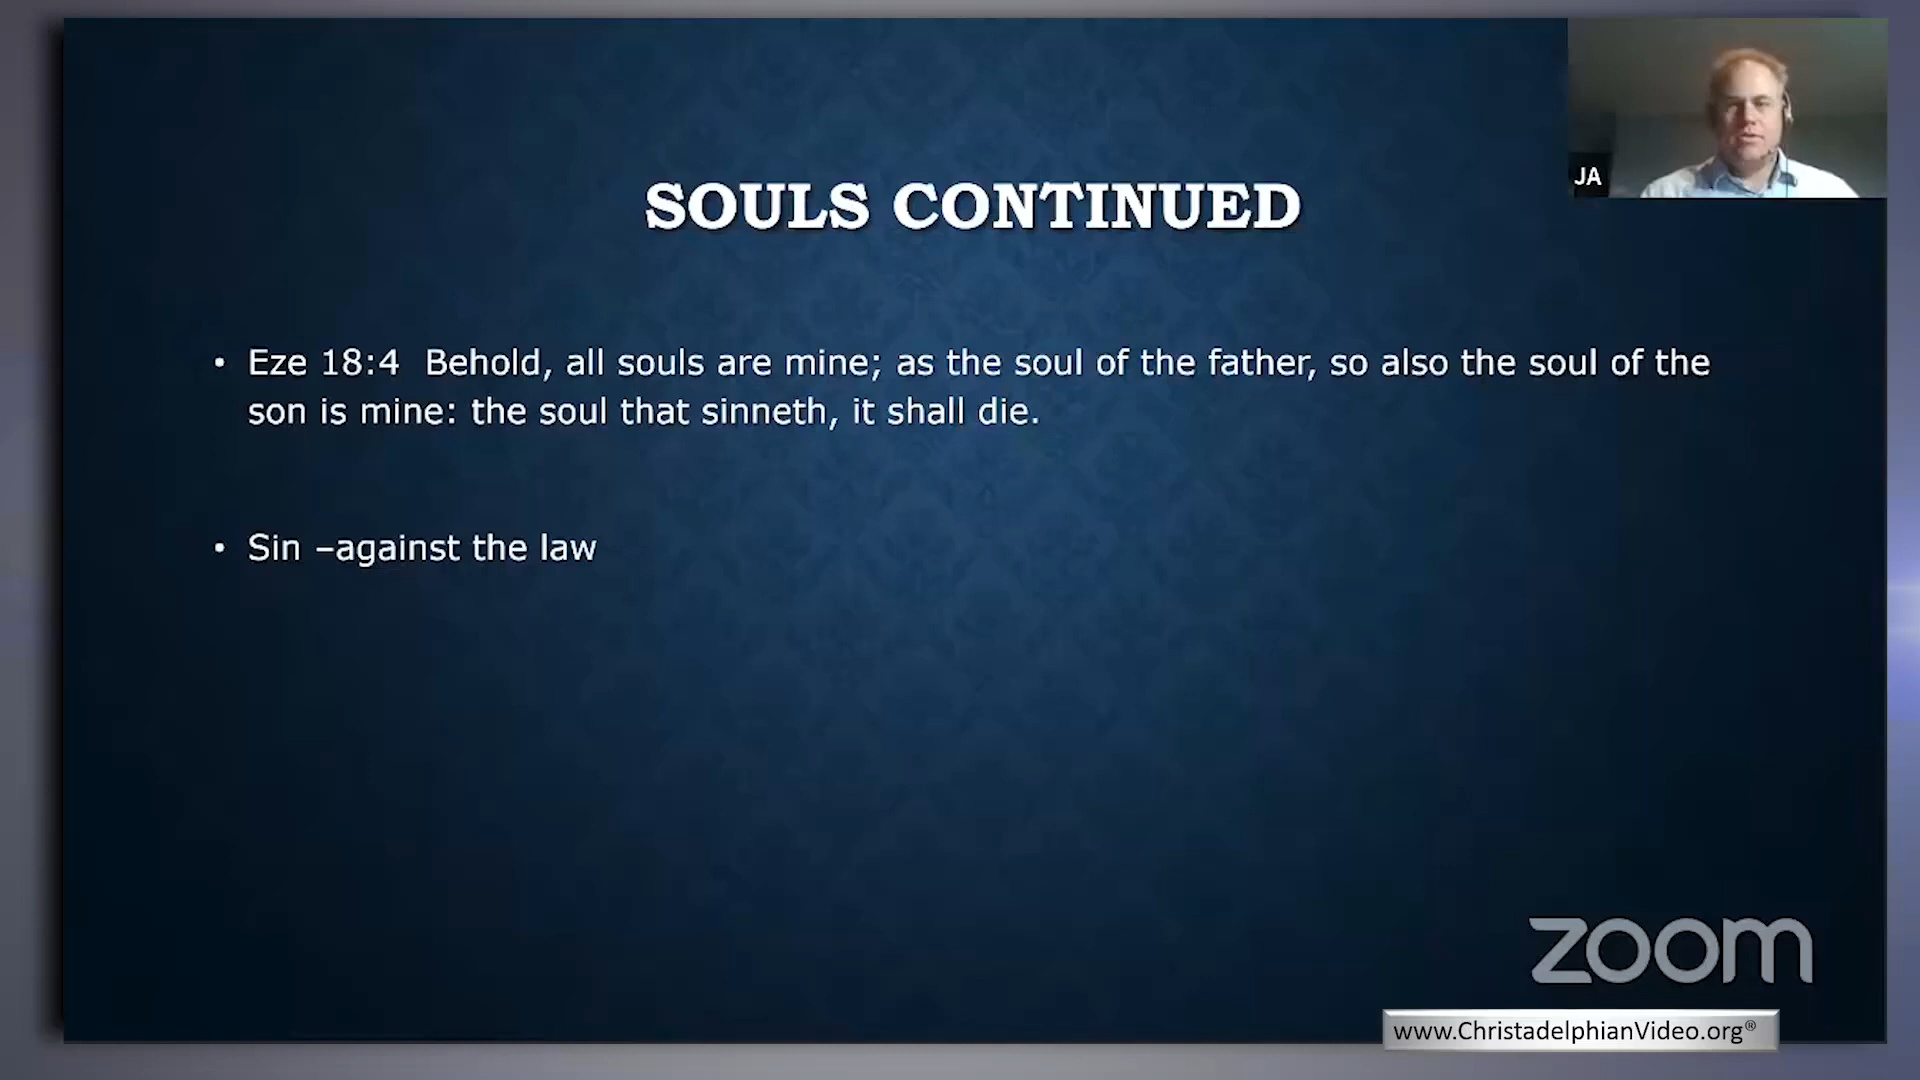 JA
SOULS CONTINUED
• Eze 18:4  Behold, all souls are mine; as the soul of the father, so also the soul of the
son is mine: the soul that sinneth, it shall die.
• Sin –against the law
zoom
www.ChristadelphianVideo.org®